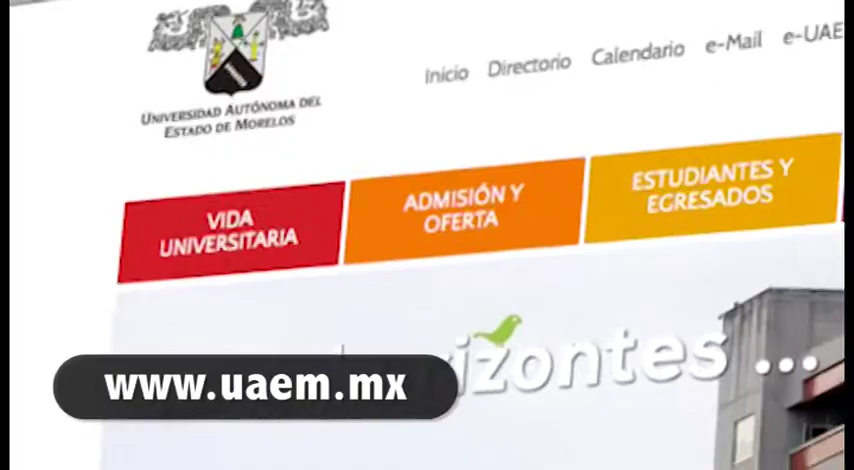 UNIVERSIDAD AUTÓNOMA DEL
ESTADO DE MORELOS
Inicio Directorio Calendario e-Mail e-UAE
VIDA
UNIVERSITARIA
ADMISIÓN Y
OFERTA
ESTUDIANTES Y
EGRESADOS
izontes ...
www.uaem.mx